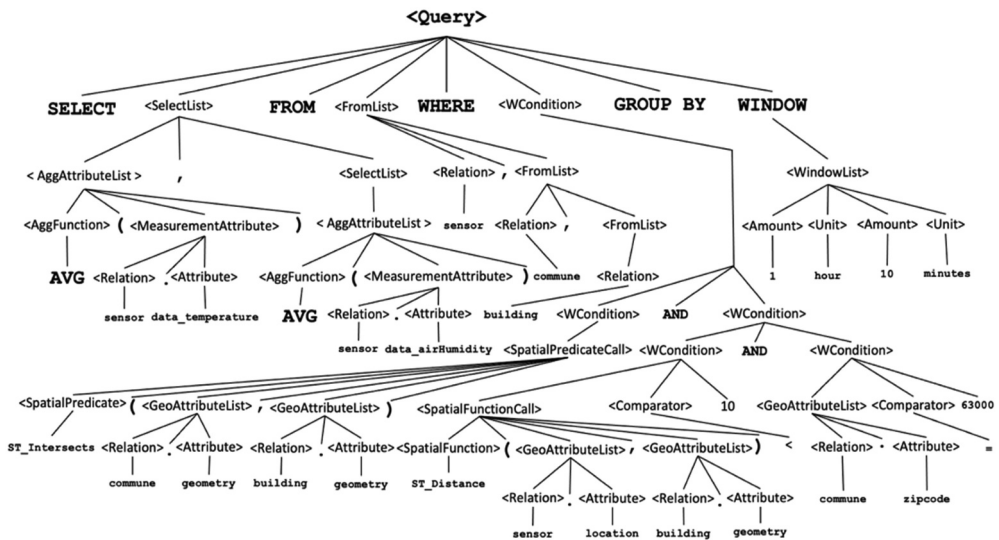 <Query>
SELECT <SelectList> FROM <FromList> WHERE <WCondition> GROUP BY WINDOW
< AggAttributeList > , <SelectList> <Relation> , <FromList> <WindowList>
<AggFunction> ( <MeasurementAttribute> ) AggAttributeList > sensor <Relation> , <FromList> <Amount> <Unit> <Amount> <Unit>
AVG <Relation> . <Attribute> <AggFunction> ( <MeasurementAttribute> ) commune <Relation> 1 hour 10 minutes
sensor data_temperature AVG <Relation> . <Attribute> building <WCondition> AND <WCondition>
sensor data_airHumidity <SpatialPredicateCall> <WCondition> AND <WCondition>
<SpatialPredicate> ( <GeoAttributeList> , <GeoAttributeList> ) <SpatialFunctionCall> <Comparator> 10 <GeoAttributeList> <Comparator> 63000
ST_Intersects <Relation> . <Attribute> <Relation> . <Attribute> <SpatialFunction> ( <GeoAttributeList> , <GeoAttributeList> ) < <Relation> . <Attribute> =
commune geometry building geometry ST_Distance <Relation> . <Attribute> <Relation> . <Attribute> commune zipcode
sensor location building geometry